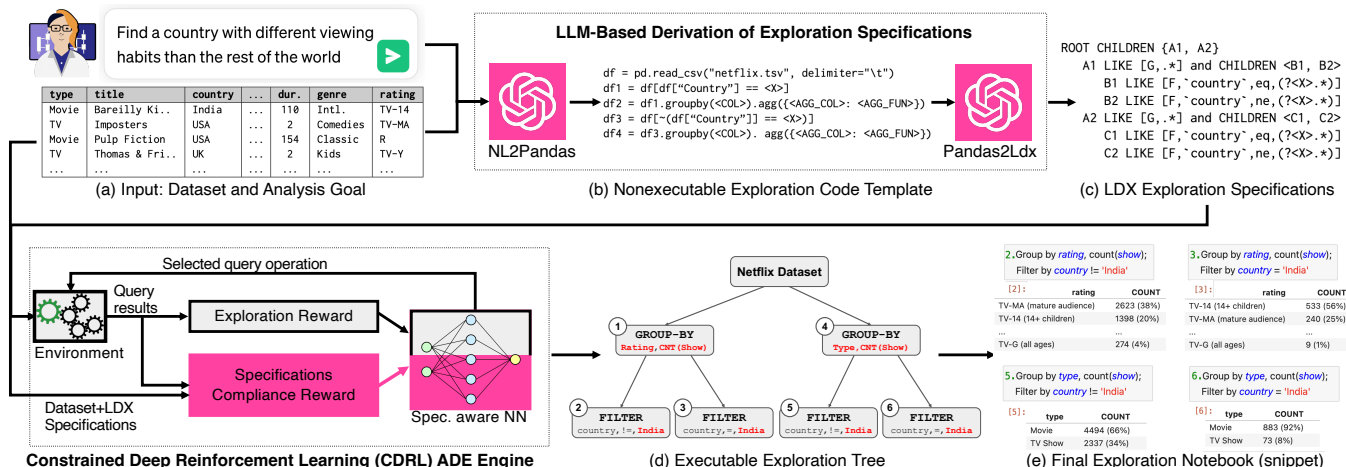 Find a country with different viewing
habits than the rest of the world
type title country ... dur. genre rating
Movie Bareilly Ki.. India ... 110 Intl. TV-14
TV Imposters USA ... 2 Comedies TV-MA
Movie Pulp Fiction USA ... 154 Classic R
TV Thomas & Fri.. UK ... 2 Kids TV-Y
... ... ... ... ... ...
(a) Input: Dataset and Analysis Goal
LLM-Based Derivation of Exploration Specifications
NL2Pandas
df = pd.read_csv("netflix.tsv", delimiter="\t")
df1 = df[df["Country"] == <X>]
df2 = df1.groupby(<COL>).agg({<AGG_COL>: <AGG_FUN>})
df3 = df[~(df["Country"]] == <X>)]
df4 = df3.groupby(<COL>). agg({<AGG_COL>: <AGG_FUN>})
Pandas2Ldx
(b) Nonexecutable Exploration Code Template
ROOT CHILDREN {A1, A2}
A1 LIKE [G,.*] and CHILDREN <B1, B2>
B1 LIKE [F,`country`,eq,(?<X>.*)]
B2 LIKE [F,`country`,ne,(?<X>.*)]
A2 LIKE [G,.*] and CHILDREN <C1, C2>
C1 LIKE [F,`country`,eq,(?<X>.*)]
C2 LIKE [F,`country`,ne,(?<X>.*)]
(c) LDX Exploration Specifications
Selected query operation
Query
results
Environment
Exploration Reward
Specifications
Compliance Reward
Dataset+LDX
Specifications
Spec. aware NN
Constrained Deep Reinforcement Learning (CDRL) ADE Engine
Netflix Dataset
1
GROUP-BY
Rating,CNT(Show)
4
GROUP-BY
Type,CNT(Show)
2
FILTER
country,!=,India
3
FILTER
country,=,India
5
FILTER
country,!=,India
6
FILTER
country,=,India
(d) Executable Exploration Tree
2.Group by rating, count(show);
Filter by country != 'India'
[2]: rating COUNT
TV-MA (mature audience) 2623 (38%)
TV-14 (14+ children) 1398 (20%)
... ...
TV-G (all ages) 274 (4%)
3.Group by rating, count(show);
Filter by country = 'India'
[3]: rating COUNT
TV-14 (14+ children) 533 (56%)
TV-MA (mature audience) 240 (25%)
... ...
TV-G (all ages) 9 (1%)
5.Group by type, count(show);
Filter by country != 'India'
[5]: type COUNT
Movie 4494 (66%)
TV Show 2337 (34%)
6.Group by type, count(show);
Filter by country = 'India'
[6]: type COUNT
Movie 883 (92%)
TV Show 73 (8%)
(e) Final Exploration Notebook (snippet)